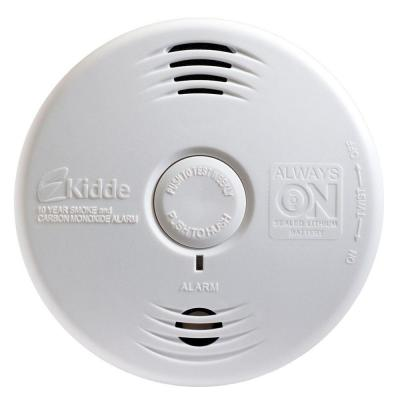 Kidde
10 YEAR SMOKE and
CARBON MONOXIDE ALARM
PUSH TO TEST WEEKLY
PUSH TO HUSH
ALARM
ALWAYS
ON
SEALED LITHIUM
BATTERY
OFF
TWIST
ON